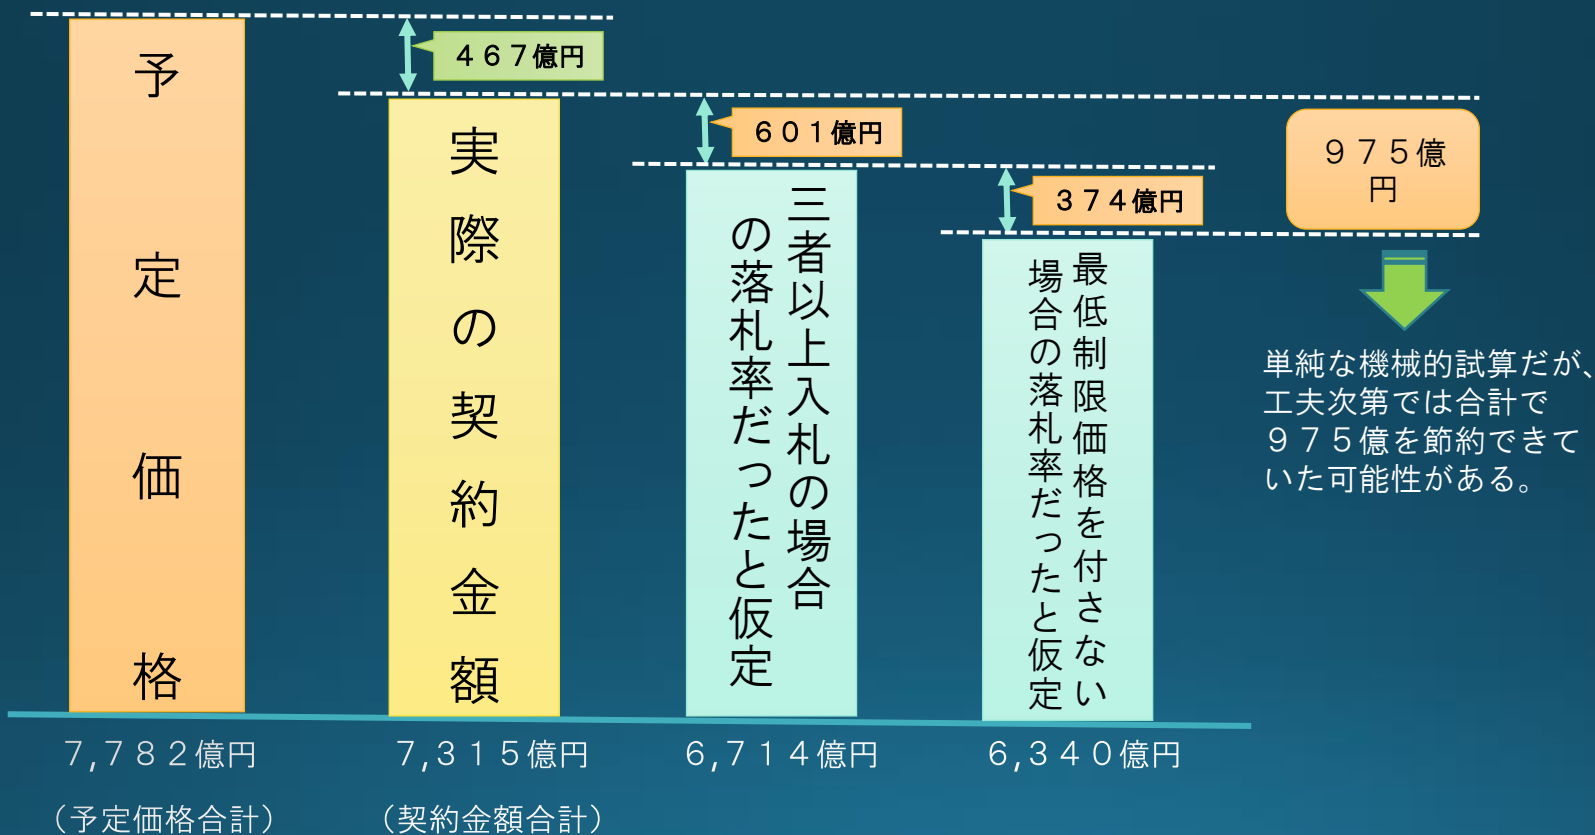 予定価格
４６７億円
実際の契約金額
６０１億円
三者以上入札の場合
の落札率だったと仮定
３７４億円
最低制限価格を付さない
場合の落札率だったと仮定
９７５億
円
単純な機械的試算だが、
工夫次第では合計で
９７５億を節約できて
いた可能性がある。
7,７８２億円
7,３１５億円
６,７１４億円
６,３４０億円
（予定価格合計）
（契約金額合計）